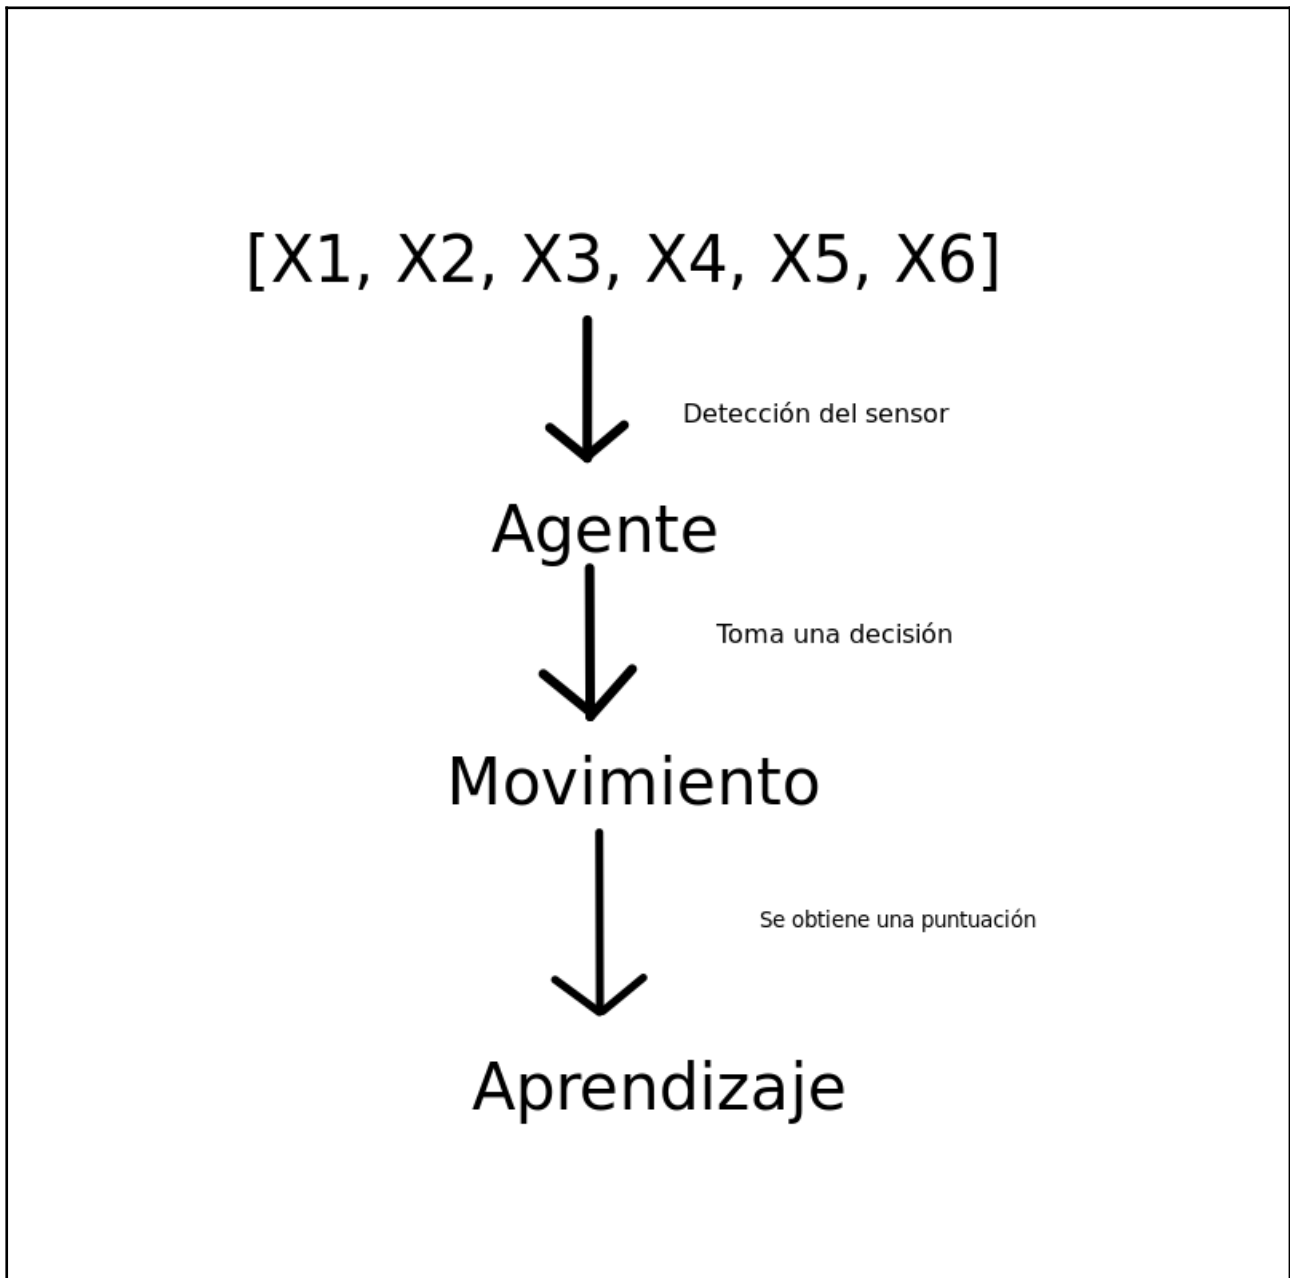 [X1, X2, X3, X4, X5, X6]
Detección del sensor
Agente
Toma una decisión
Movimiento
Se obtiene una puntuación
Aprendizaje